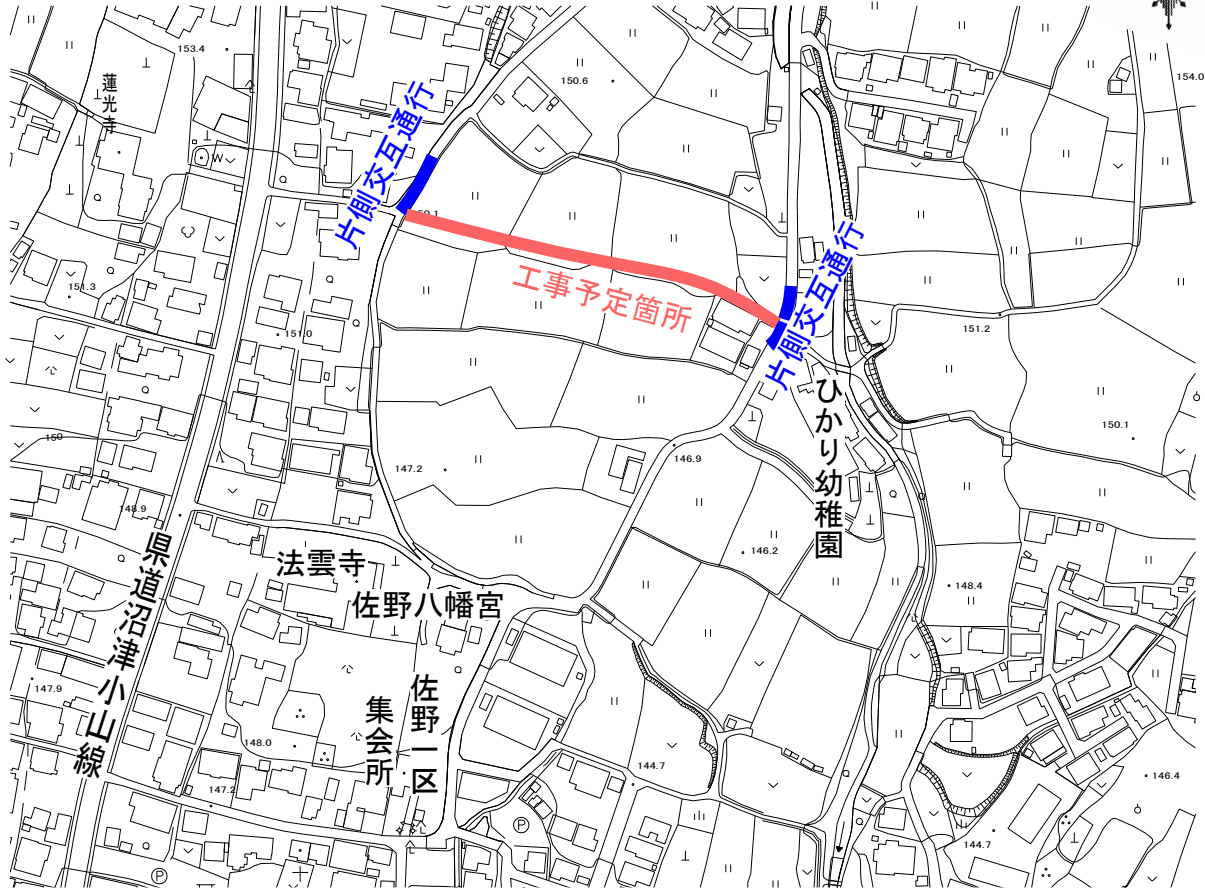 153.4
150.6
154.0
蓮光寺
W
片側交互通行
150.1
工事予定箇所
片側交互通行
151.3
151.0
151.2
ひかり幼稚園
150.1
150
147.2
146.9
148.9
146.2
148.4
県道沼津小山線
法雲寺
佐野八幡宮
147.9
佐野一区
集会所
148.0
147.2
144.7
146.4
144.7
P
P